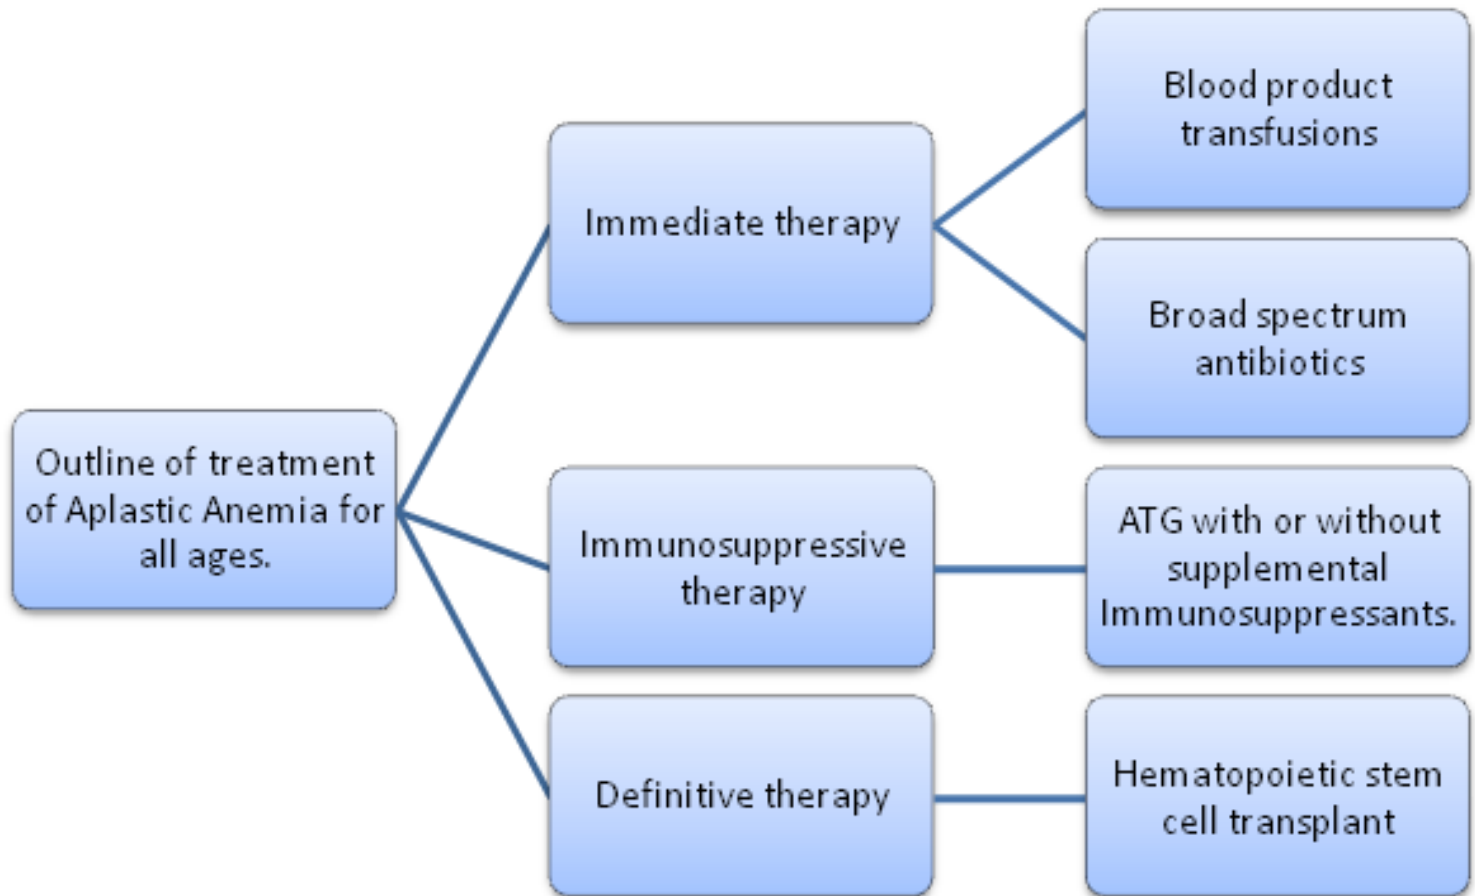 Outline of treatment
of Aplastic Anemia for
all ages.
Immediate therapy
Blood product
transfusions
Broad spectrum
antibiotics
Immunosuppressive
therapy
ATG with or without
supplemental
Immunosuppressants.
Definitive therapy
Hematopoietic stem
cell transplant